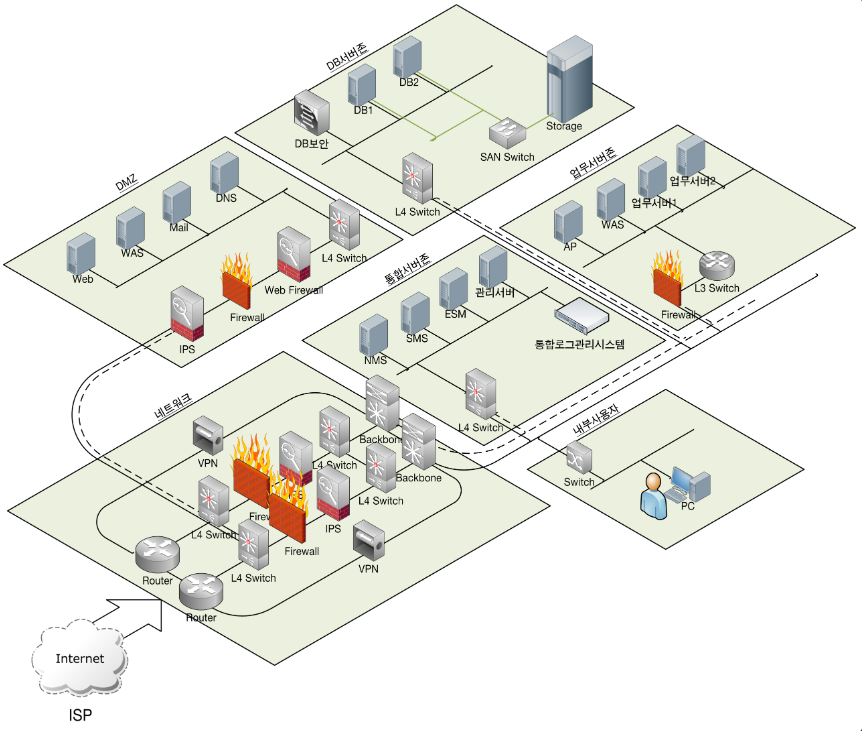 DB서버존
DB2
DB1
DB보안
SAN Switch
Storage
L4 Switch
DMZ
DNS
Mail
WAS
Web
L4 Switch
Web Firewall
Firewall
IPS
업무서버존
업무서버2
업무서버1
WAS
AP
L3 Switch
Firewall
통합서버존
관리서버
ESM
SMS
NMS
통합로그관리시스템
L4 Switch
네트워크
VPN
Backbone
Backbone
L4 Switch
L4 Switch
IPS
L4 Switch
Firewall
L4 Switch
VPN
Router
Router
내부사용자
Switch
PC
Internet
ISP